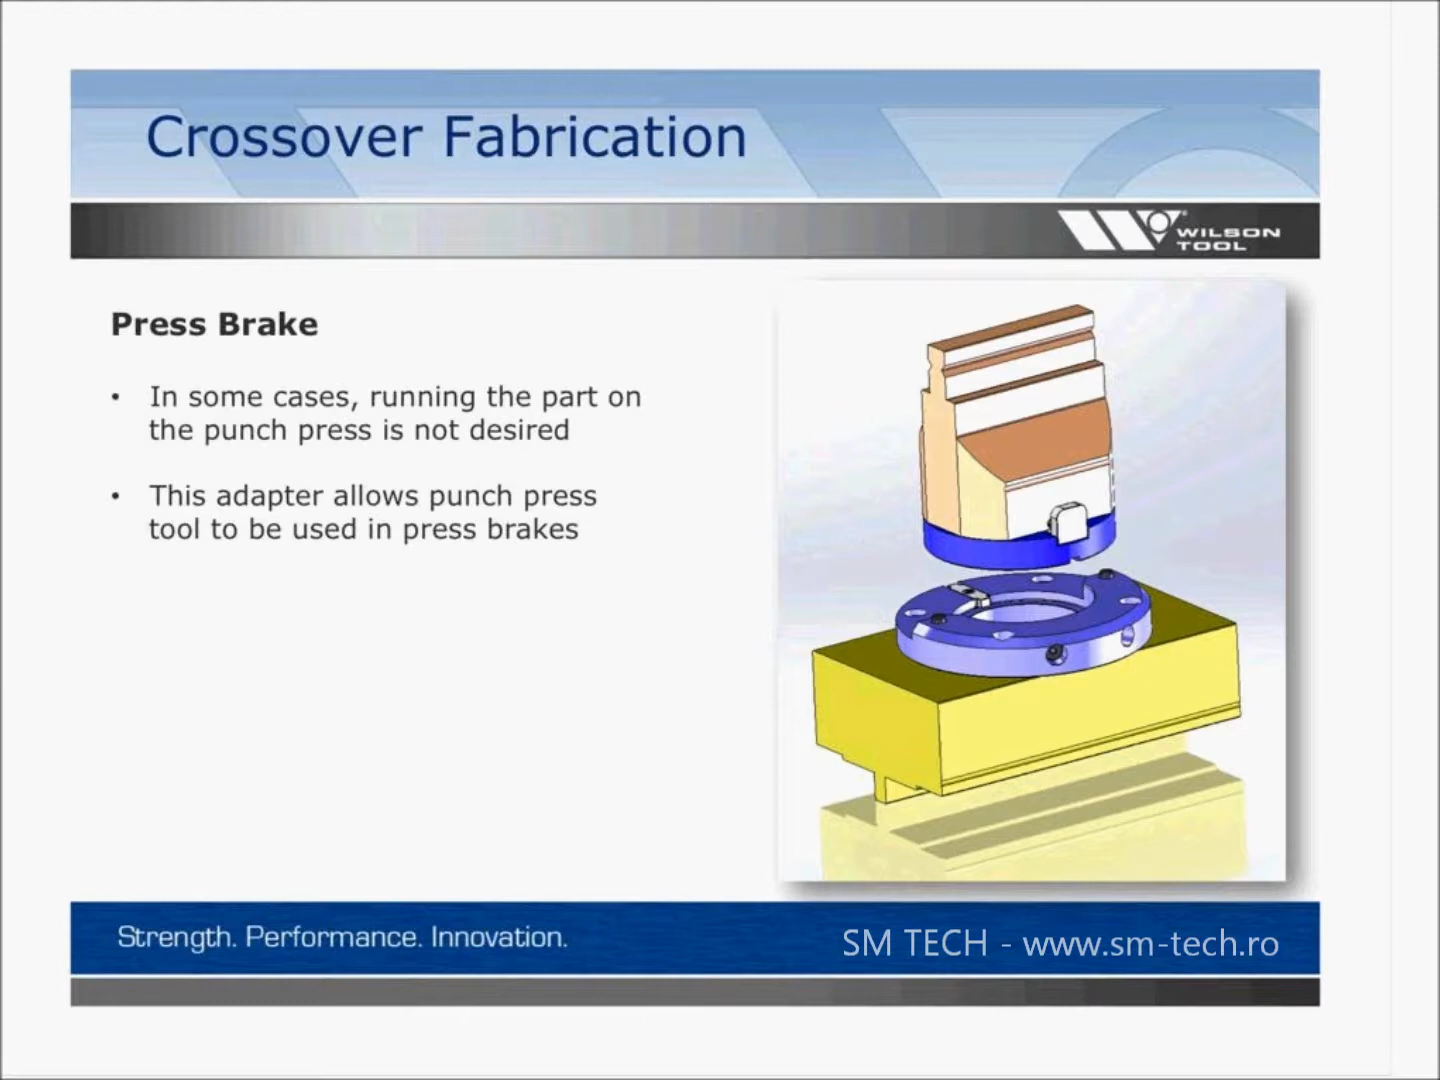 Crossover Fabrication
WILSON
TOOL
Press Brake
• In some cases, running the part on
the punch press is not desired
• This adapter allows punch press
tool to be used in press brakes
Strength. Performance. Innovation.
SM TECH - www.sm-tech.ro